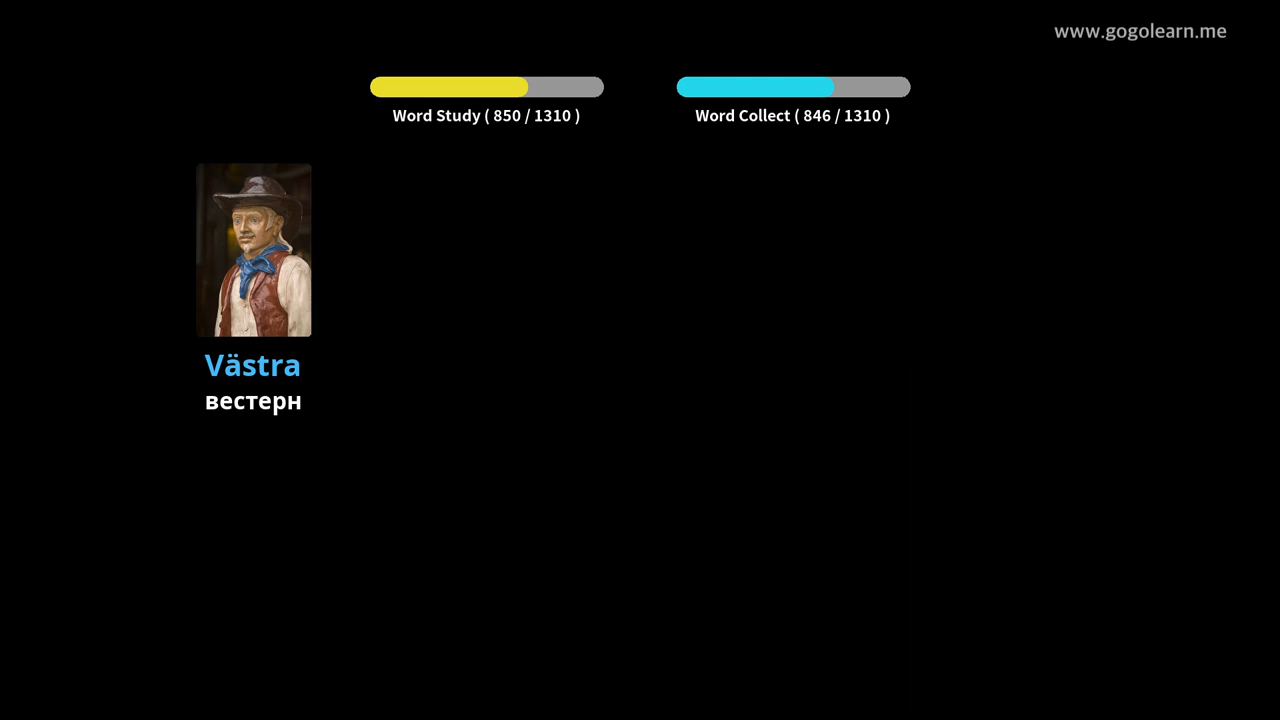 www.gogolearn.me
Word Study ( 850 / 1310 )
Word Collect ( 846 / 1310 )
Västra
вестерн